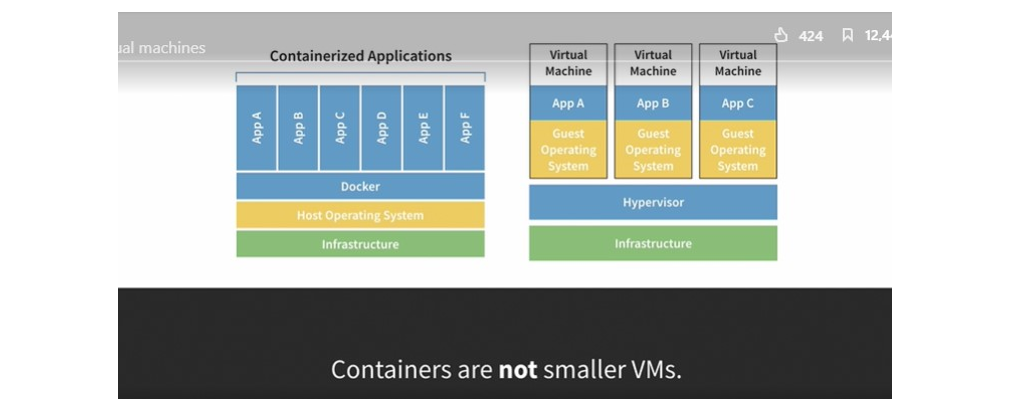 ual machines
424
12,4
Containerized Applications
App A
App B
App C
App D
App E
App F
Docker
Host Operating System
Infrastructure
Virtual
Machine
App A
Guest
Operating
System
Virtual
Machine
App B
Guest
Operating
System
Virtual
Machine
App C
Guest
Operating
System
Hypervisor
Infrastructure
Containers are not smaller VMs.